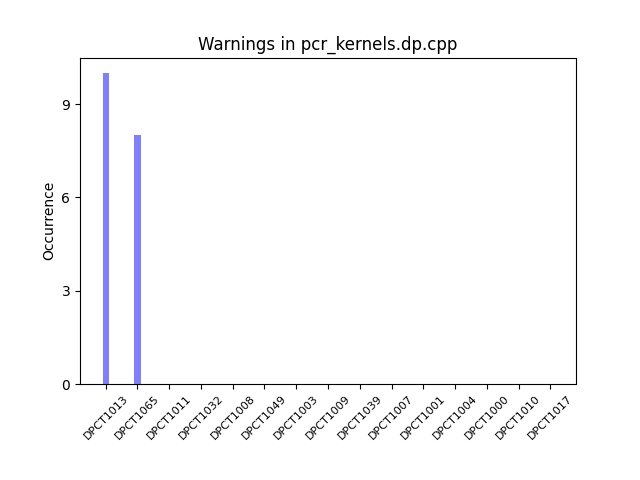 Warnings in pcr_kernels.dp.cpp
Occurrence
9
6
3
0
DPCT1013
DPCT1065
DPCT1011
DPCT1032
DPCT1008
DPCT1049
DPCT1003
DPCT1009
DPCT1039
DPCT1007
DPCT1001
DPCT1004
DPCT1000
DPCT1010
DPCT1017